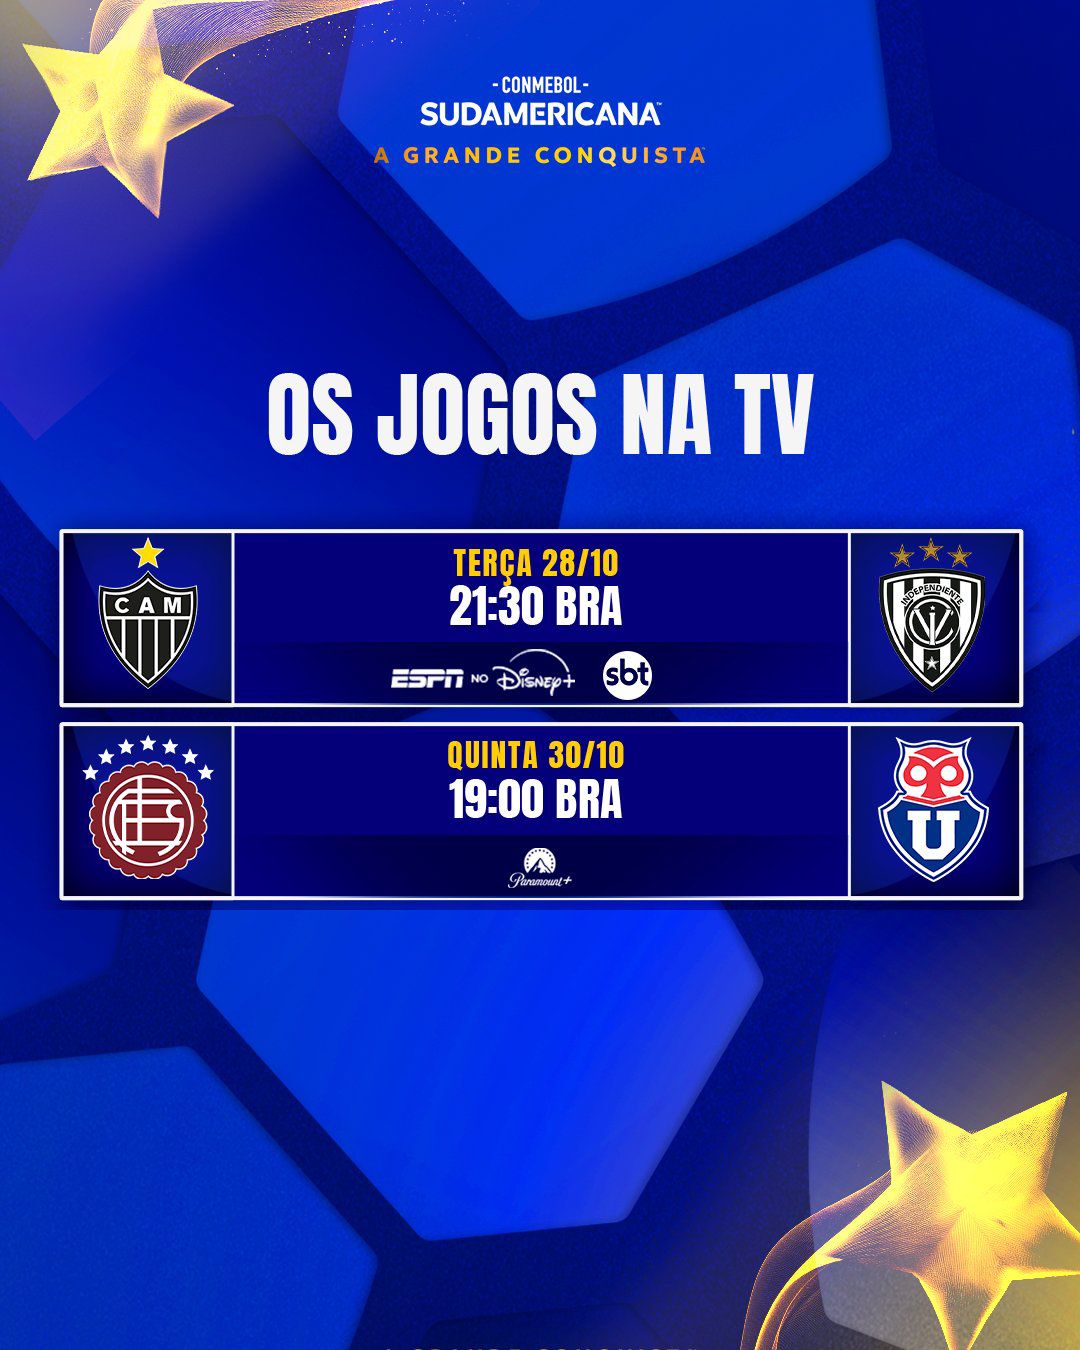 - CONMEBOL -
SUDAMERICANA™
A GRANDE CONQUISTA
OS JOGOS NA TV
CAM
TERÇA 28/10
21:30 BRA
ESPN NO Disney+ sbt
INDEPENDIENTE
QUINTA 30/10
19:00 BRA
Paramount+
U